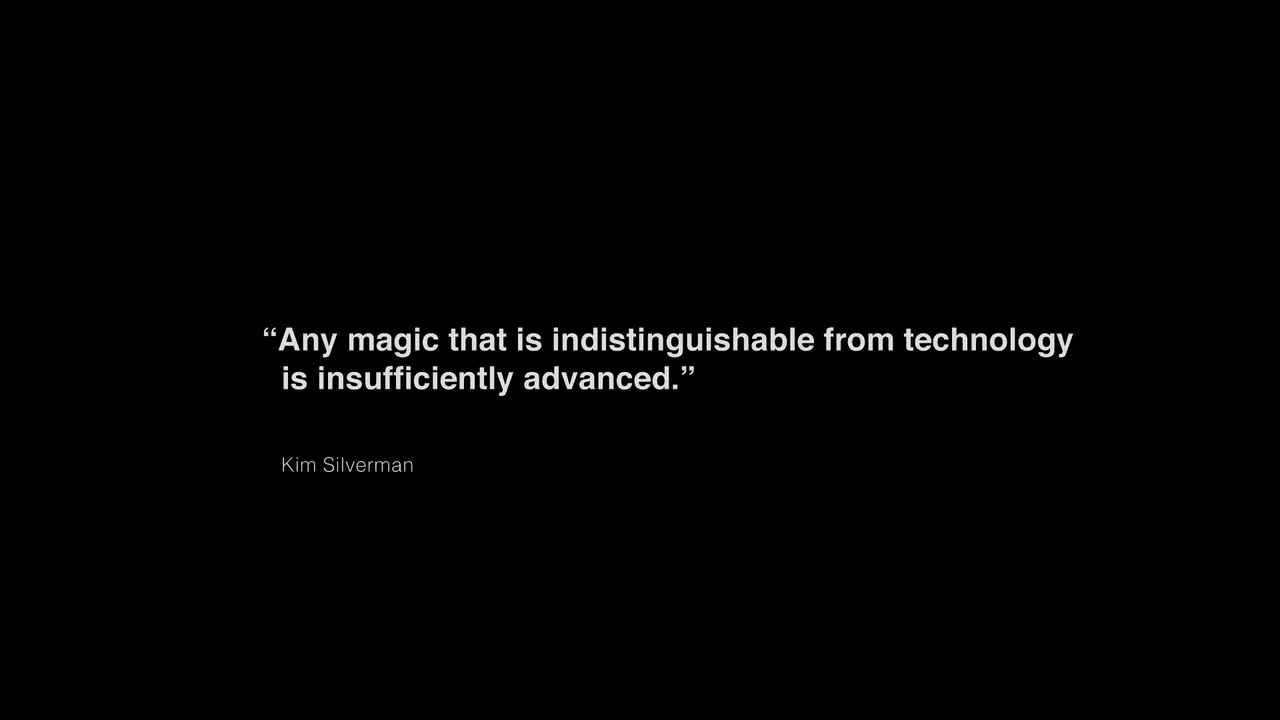 “Any magic that is indistinguishable from technology
is insufficiently advanced.”
Kim Silverman